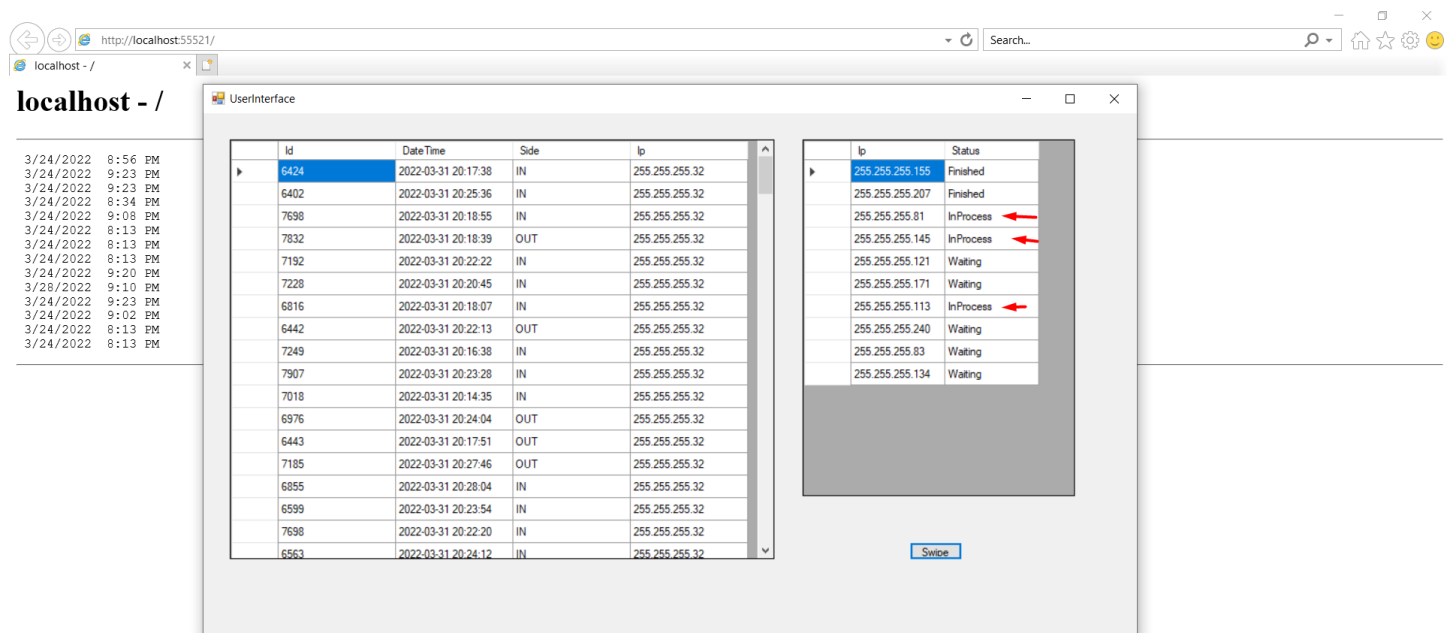 http://localhost:55521/
Search...
localhost - /
localhost - /
3/24/2022 8:56 PM
3/24/2022 9:23 PM
3/24/2022 9:23 PM
3/24/2022 8:34 PM
3/24/2022 9:08 PM
3/24/2022 8:13 PM
3/24/2022 8:13 PM
3/24/2022 8:13 PM
3/24/2022 9:20 PM
3/28/2022 9:10 PM
3/24/2022 9:23 PM
3/24/2022 9:02 PM
3/24/2022 8:13 PM
3/24/2022 8:13 PM
UserInterface
Id DateTime Side Ip
6424 2022-03-31 20:17:38 IN 255.255.255.32
6402 2022-03-31 20:25:36 IN 255.255.255.32
7698 2022-03-31 20:18:55 IN 255.255.255.32
7832 2022-03-31 20:18:39 OUT 255.255.255.32
7192 2022-03-31 20:22:22 IN 255.255.255.32
7228 2022-03-31 20:20:45 IN 255.255.255.32
6816 2022-03-31 20:18:07 IN 255.255.255.32
6442 2022-03-31 20:22:13 OUT 255.255.255.32
7249 2022-03-31 20:16:38 IN 255.255.255.32
7907 2022-03-31 20:23:28 IN 255.255.255.32
7018 2022-03-31 20:14:35 IN 255.255.255.32
6976 2022-03-31 20:24:04 OUT 255.255.255.32
6443 2022-03-31 20:17:51 OUT 255.255.255.32
7185 2022-03-31 20:27:46 OUT 255.255.255.32
6855 2022-03-31 20:28:04 IN 255.255.255.32
6599 2022-03-31 20:23:54 IN 255.255.255.32
7698 2022-03-31 20:22:20 IN 255.255.255.32
6563 2022-03-31 20:24:12 IN 255.255.255.32
Ip Status
255.255.255.155 Finished
255.255.255.207 Finished
255.255.255.81 InProcess
255.255.255.145 InProcess
255.255.255.121 Waiting
255.255.255.171 Waiting
255.255.255.113 InProcess
255.255.255.240 Waiting
255.255.255.83 Waiting
255.255.255.134 Waiting
Swipe